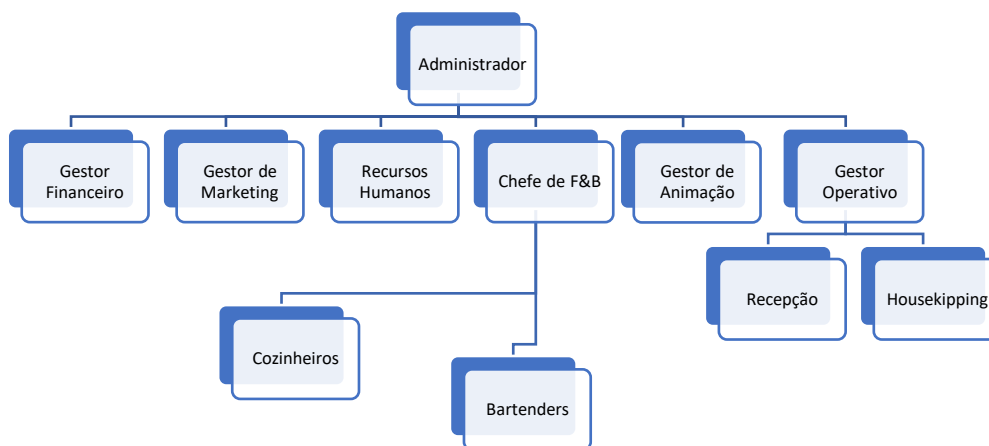 Administrador
Gestor
Financeiro
Gestor de
Marketing
Recursos
Humanos
Chefe de F&B
Gestor de
Animação
Gestor
Operativo
Recepção
Housekipping
Cozinheiros
Bartenders